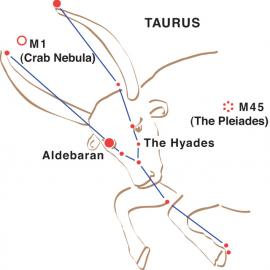 TAURUS
M1
(Crab Nebula)
M45
(The Pleiades)
The Hyades
Aldebaran